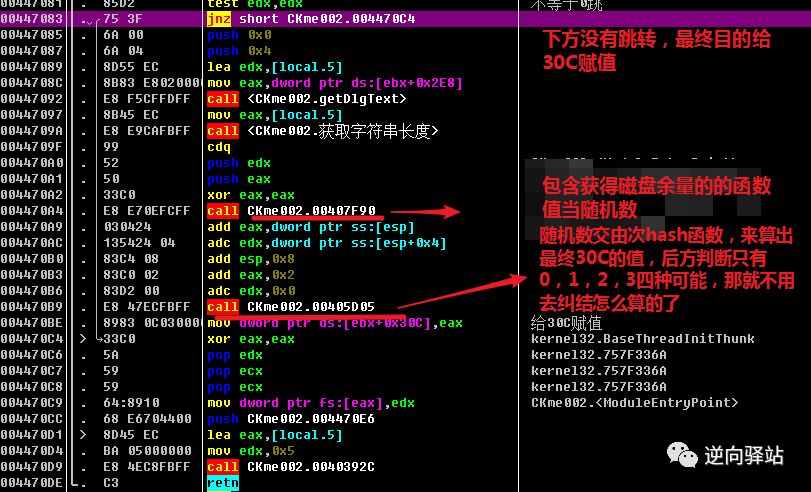 00447081 . 85D2 test edx,edx 不等于0跳
00447083 . 75 3F jnz short CKme002.004470C4
00447085 . 6A 00 push 0x0
00447087 . 6A 04 push 0x4
00447089 . 8D55 EC lea edx,[local.5]
0044708C . 8B83 E8020000 mov eax,dword ptr ds:[ebx+0x2E8]
00447092 . E8 F5CFFDFF call <CKme002.getDlgText>
00447097 . 8B45 EC mov eax,[local.5]
0044709A . E8 E9CAFBFF call <CKme002.获取字符串长度>
0044709F . 99 cdq
004470A0 . 52 push edx
004470A1 . 50 push eax
004470A2 . 33C0 xor eax,eax
004470A4 . E8 E70EFCFF call CKme002.00407F90
004470A9 . 030424 add eax,dword ptr ss:[esp]
004470AC . 135424 04 adc edx,dword ptr ss:[esp+0x4]
004470B0 . 83C4 08 add esp,0x8
004470B3 . 83C0 02 add eax,0x2
004470B6 . 83D2 00 adc edx,0x0
004470B9 . E8 47ECFBFF call CKme002.00405D05
004470BE . 8983 0C030000 mov dword ptr ds:[ebx+0x30C],eax 给30C赋值
004470C4 > 33C0 xor eax,eax kernel32.BaseThreadInitThunk
004470C6 . 5A pop edx kernel32.757F336A
004470C7 . 59 pop ecx kernel32.757F336A
004470C8 . 59 pop ecx kernel32.757F336A
004470C9 . 64:8910 mov dword ptr fs:[eax],edx CKme002.<ModuleEntryPoint>
004470CC . 68 E6704400 push CKme002.004470E6
004470D1 > 8D45 EC lea eax,[local.5]
004470D4 . BA 05000000 mov edx,0x5
004470D9 . E8 4EC8FBFF call CKme002.0040392C
004470DE . C3 retn
下方没有跳转，最终目的给
30C赋值
包含获得磁盘余量的的函数
值当随机数
随机数交由次hash函数，来算出
最终30C的值，后方判断只有
0，1，2，3四种可能，那就不用
去纠结怎么算的了
逆向驿站